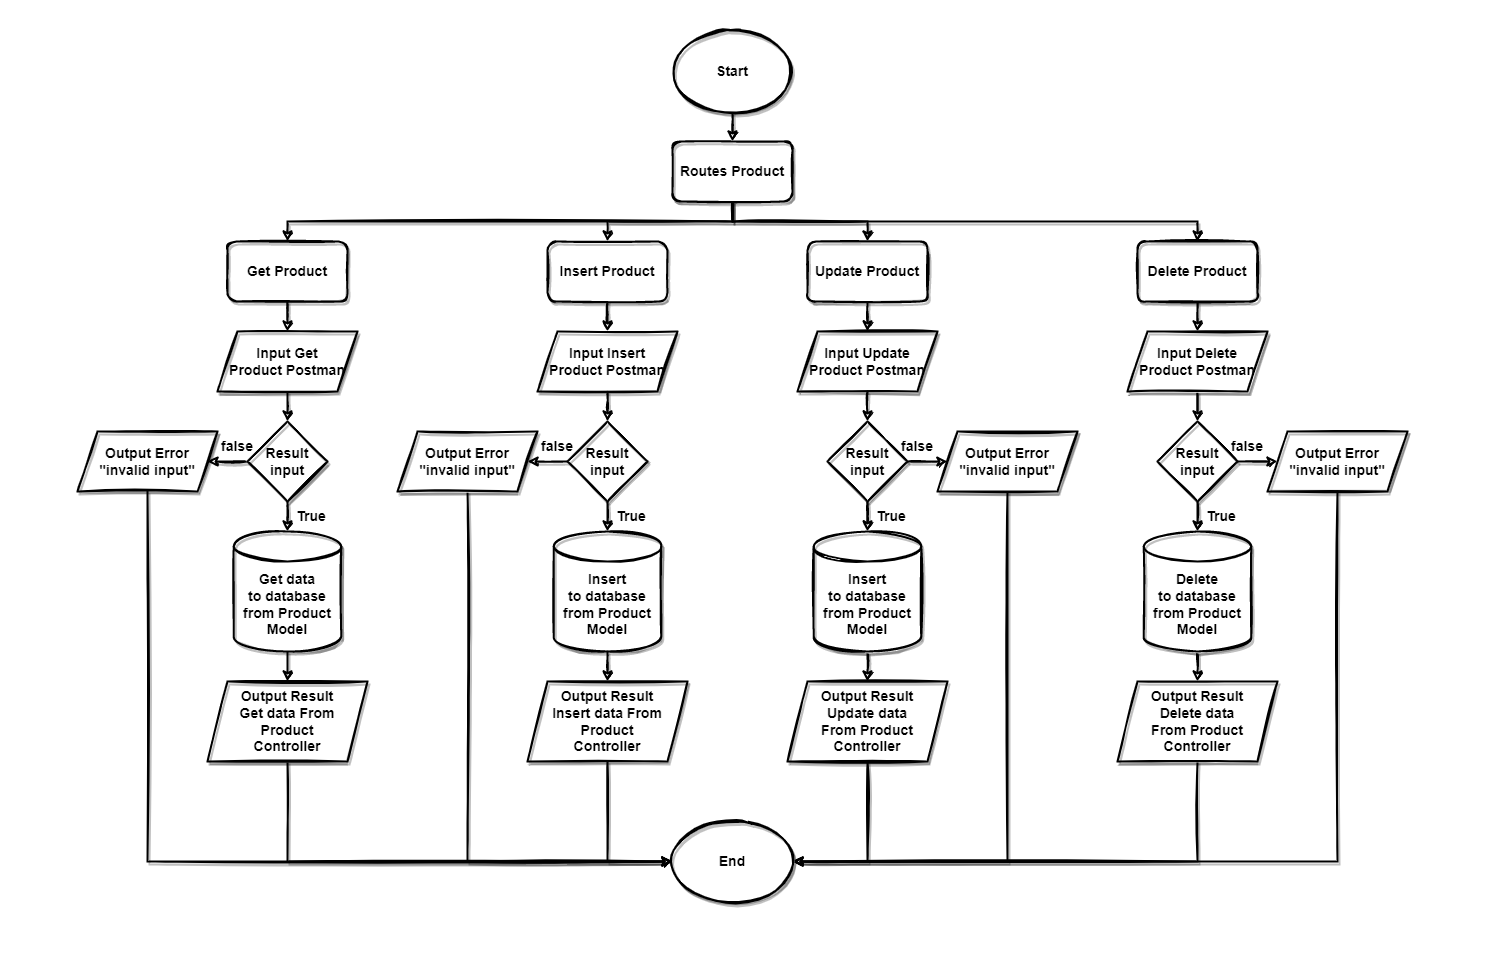 Start
Routes Product
Get Product
Insert Product
Update Product
Delete Product
Input Get
Product Postman
Input Insert
Product Postman
Input Update
Product Postman
Input Delete
Product Postman
Output Error
"invalid input"
false
Result
input
Output Error
"invalid input"
false
Result
input
Result
input
false
Output Error
"invalid input"
Result
input
false
Output Error
"invalid input"
True
True
True
True
Get data
to database
from Product
Model
Insert
to database
from Product
Model
Insert
to database
from Product
Model
Delete
to database
from Product
Model
Output Result
Get data From
Product
Controller
Output Result
Insert data From
Product
Controller
Output Result
Update data
From Product
Controller
Output Result
Delete data
From Product
Controller
End